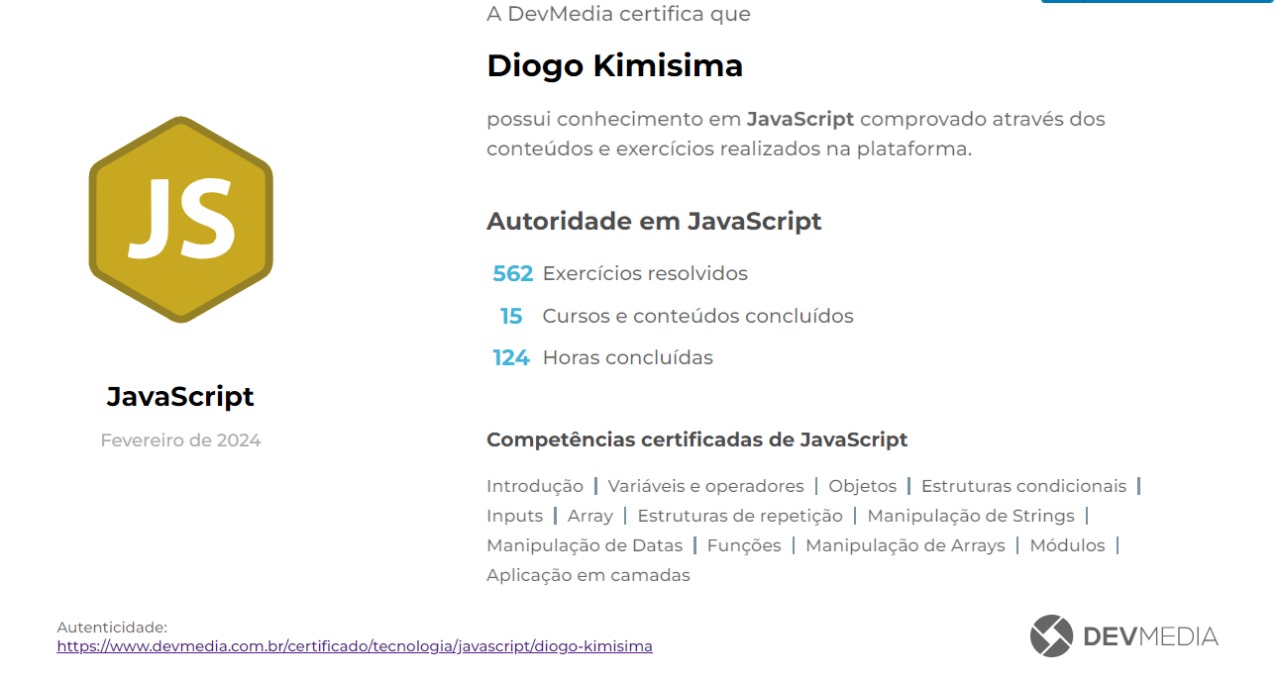 A DevMedia certifica que
Diogo Kimisima
possui conhecimento em JavaScript comprovado através dos
conteúdos e exercícios realizados na plataforma.
JS
JavaScript
Fevereiro de 2024
Autoridade em JavaScript
562 Exercícios resolvidos
15 Cursos e conteúdos concluídos
124 Horas concluídas
Competências certificadas de JavaScript
Introdução | Variáveis e operadores | Objetos | Estruturas condicionais |
Inputs | Array | Estruturas de repetição | Manipulação de Strings |
Manipulação de Datas | Funções | Manipulação de Arrays | Módulos |
Aplicação em camadas
Autenticidade:
https://www.devmedia.com.br/certificado/tecnologia/javascript/diogo-kimisima
DEVMEDIA